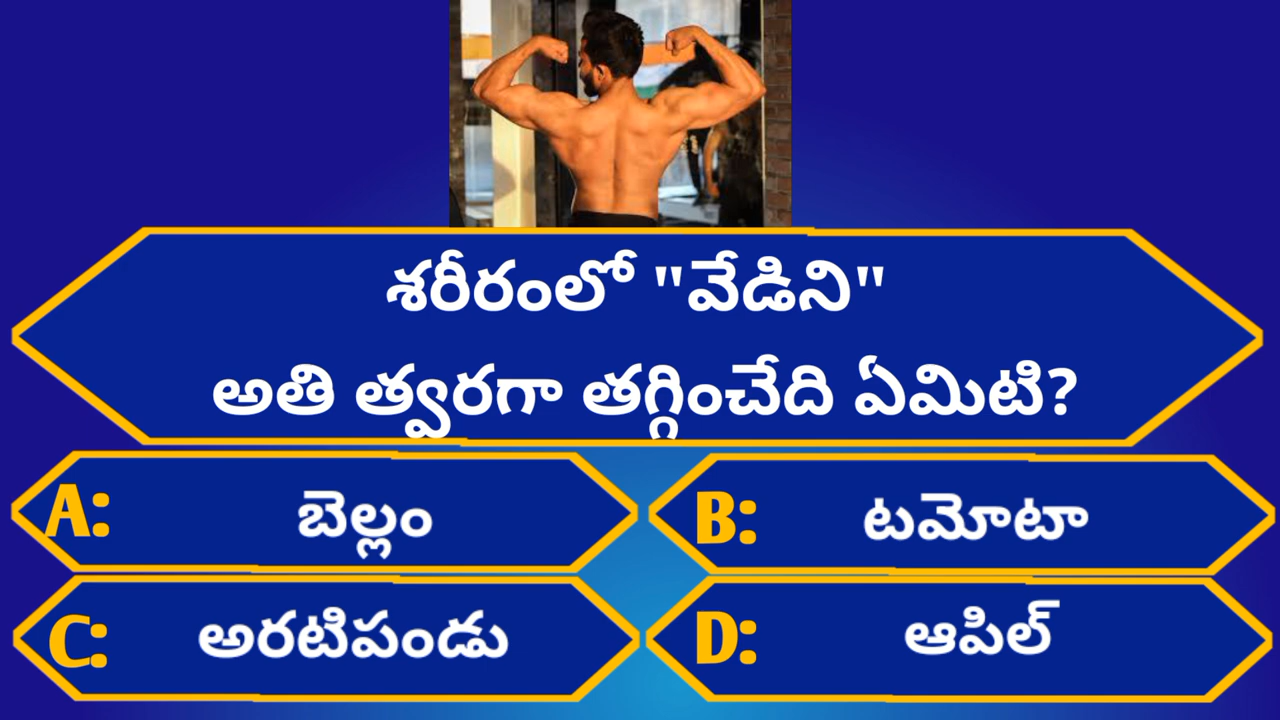 శరీరంలో "వేడిని"
అతి త్వరగా తగ్గించేది ఏమిటి?
A: బెల్లం
B: టమోటా
C: అరటిపండు
D: ఆపిల్